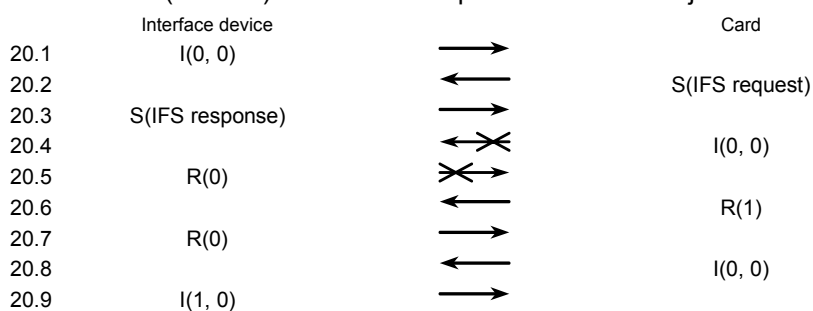 Interface device Card
20.1 I(0, 0)
20.2 S(IFS request)
20.3 S(IFS response)
20.4 I(0, 0)
20.5 R(0)
20.6 R(1)
20.7 R(0)
20.8 I(0, 0)
20.9 I(1, 0)